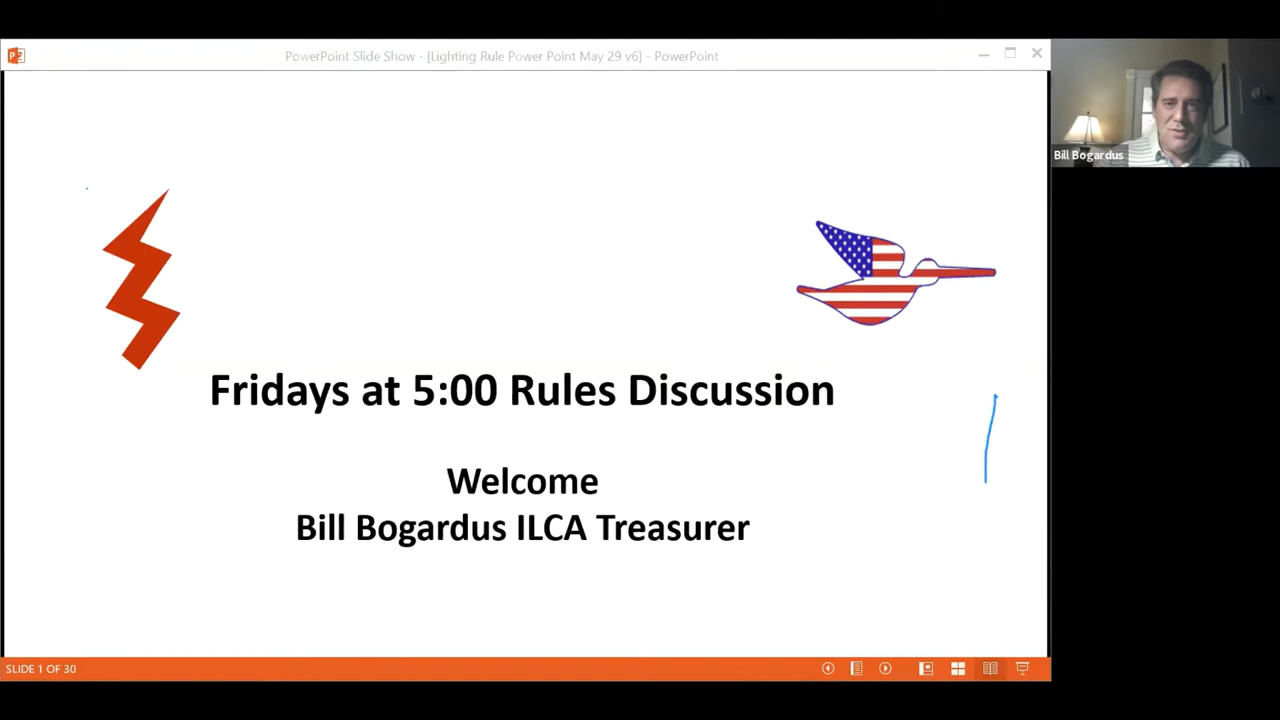 PowerPoint Slide Show - [Lighting Rule Power Point May 29 v6] - PowerPoint
Bill Bogardus
Fridays at 5:00 Rules Discussion
Welcome
Bill Bogardus ILCA Treasurer
SLIDE 1 OF 30